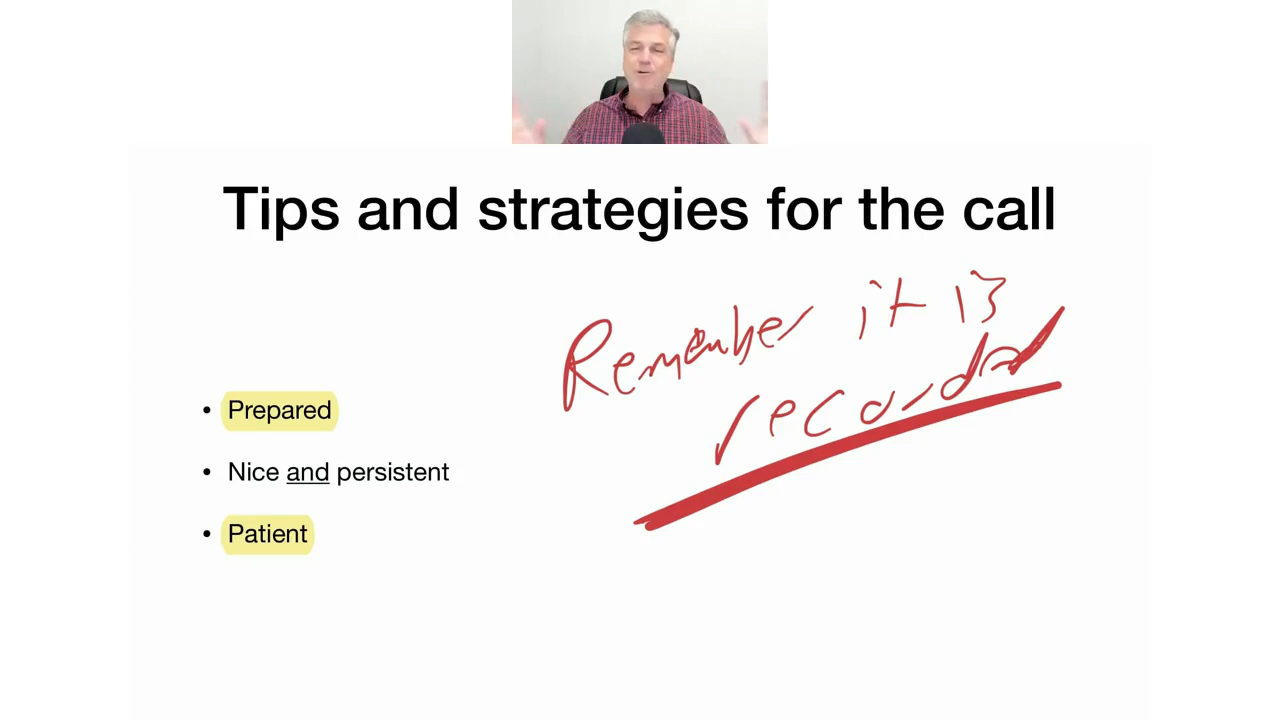 Tips and strategies for the call
Remember it is
recorded
• Prepared
• Nice and persistent
• Patient